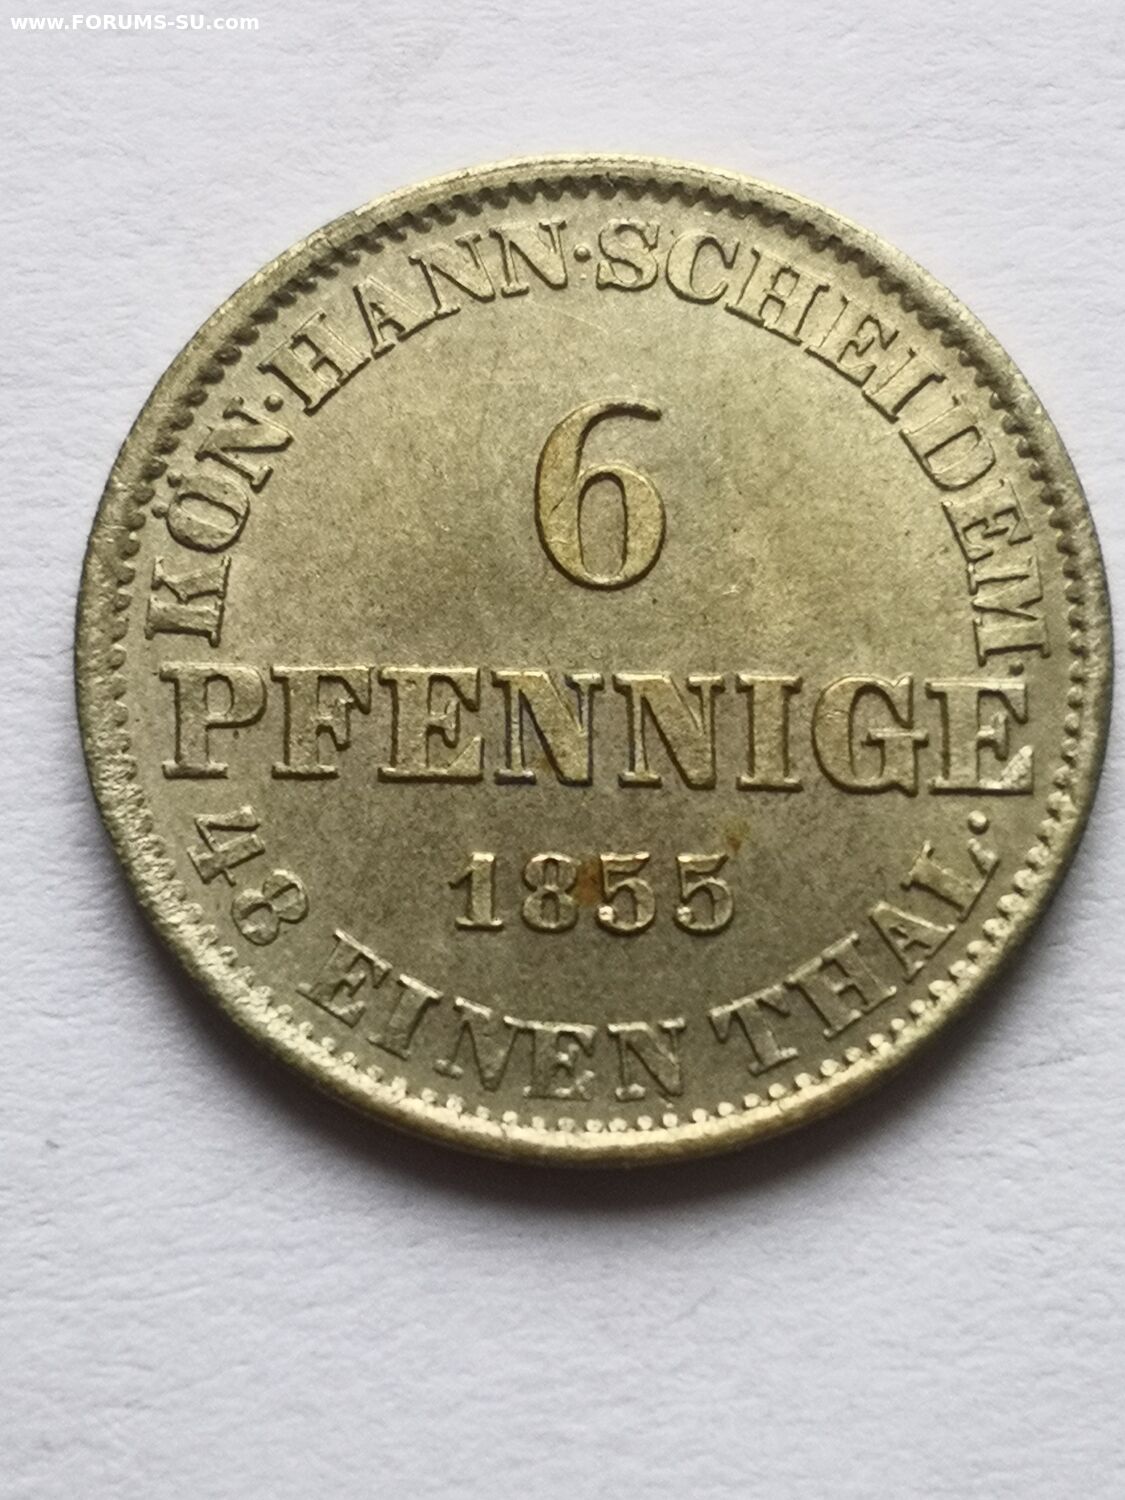 www.FORUMS-SU.com
KÖN·HANN·SCHEIDEM·
6
PFENNIGE
1855
48 EINEN THAL·